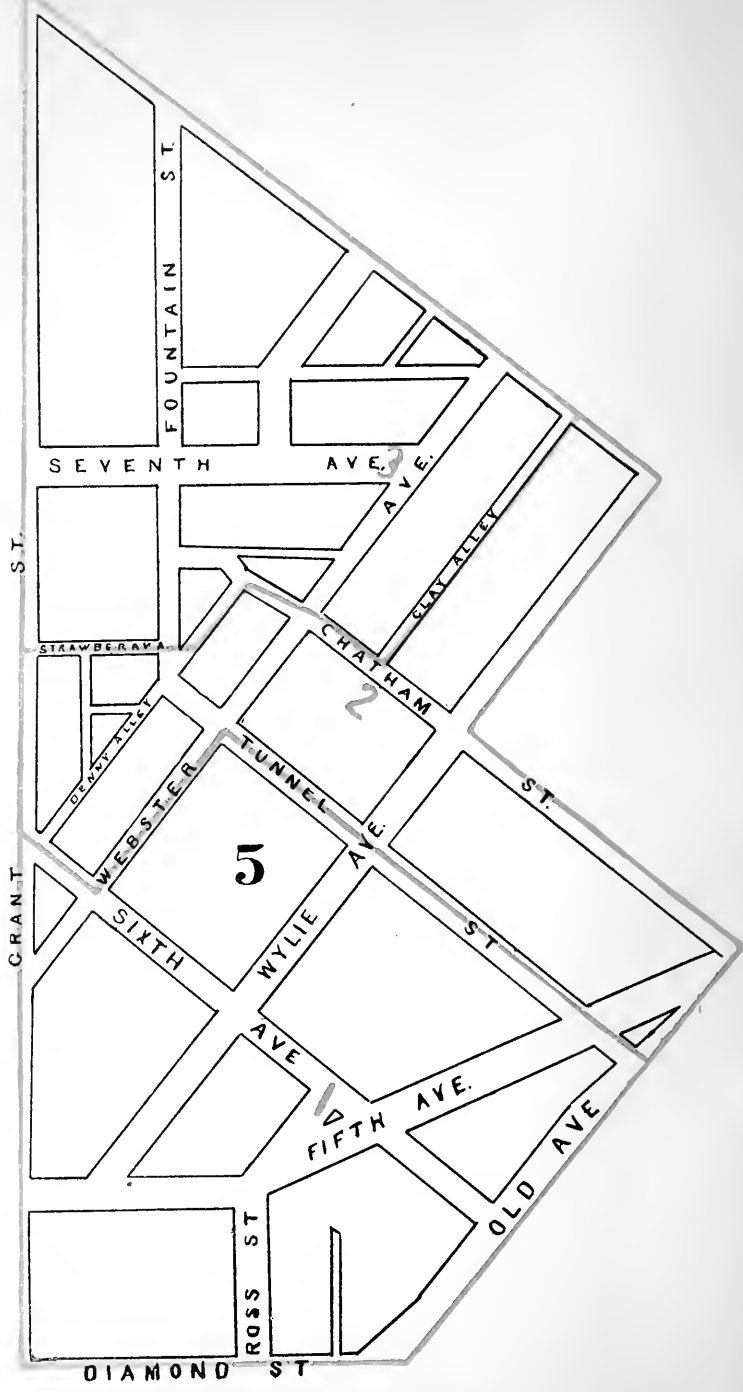 FOUNTAIN ST.
SEVENTH AVE.
3
AVE.
CLAY ALLEY
GRANT ST.
STRAWBERRY A.
CHATHAM ST.
2
DENNY ALLEY
WEBSTER
TUNNEL ST
5
WYLIE AVE.
SIXTH AVE
1
FIFTH AVE.
OLD AVE
ROSS ST
DIAMOND ST